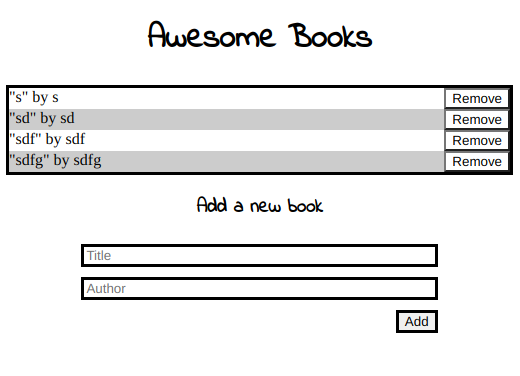 Awesome Books
"s" by s Remove
"sd" by sd Remove
"sdf" by sdf Remove
"sdfg" by sdfg Remove
Add a new book
Title
Author
Add